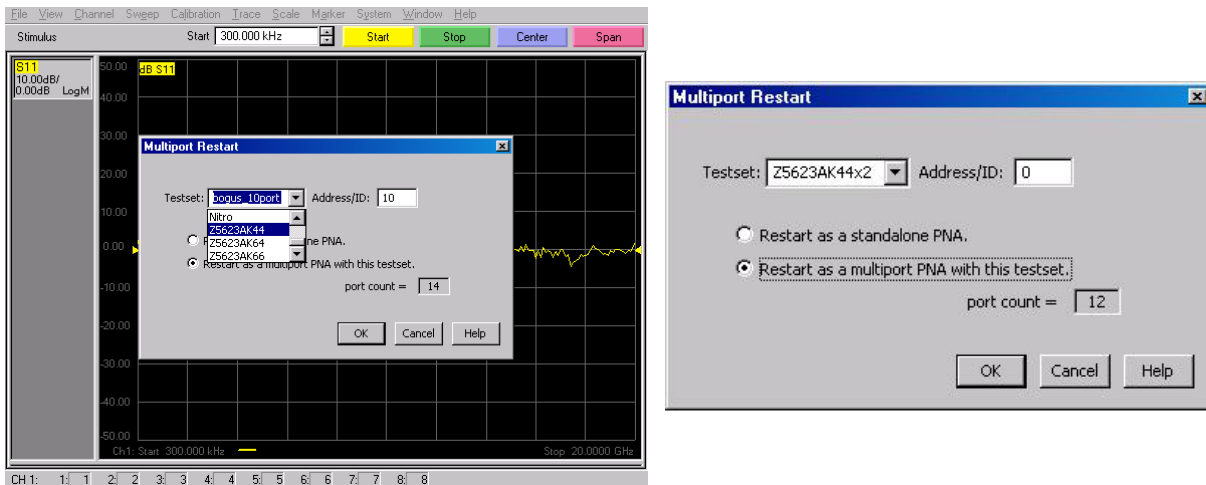 File View Channel Sweep Calibration Trace Scale Marker System Window Help
Stimulus Start 300.000 kHz Start Stop Center Span
S11
10.00dB/
0.00dB LogM
50.00
dB S11
40.00
30.00
20.00
10.00
0.00
-10.00
-20.00
-30.00
-40.00
-50.00
Ch1: Start 300.000 kHz
Stop 20.0000 GHz
CH 1: 1: 1 2: 2 3: 3 4: 4 5: 5 6: 6 7: 7 8: 8
Multiport Restart
Testset: bogus_10port Address/ID: 10
Nitro
Z5623AK44
Z5623AK64
Z5623AK66
ne PNA.
Restart as a multiport PNA with this testset.
port count = 14
OK Cancel Help
Multiport Restart
Testset: Z5623AK44x2 Address/ID: 0
Restart as a standalone PNA.
Restart as a multiport PNA with this testset.
port count = 12
OK Cancel Help